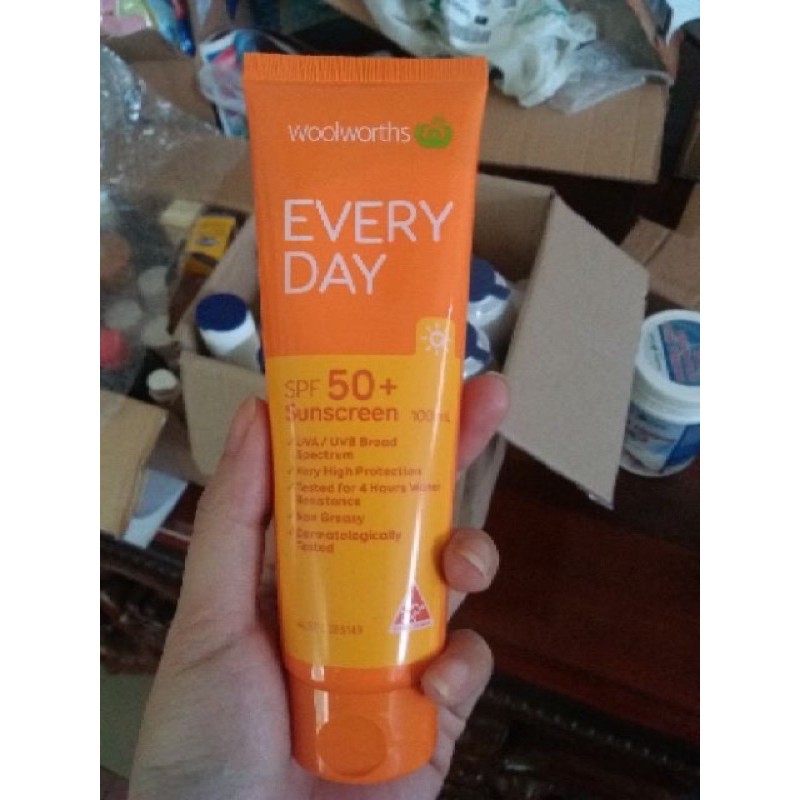 woolworths
EVERY
DAY
SPF 50+
Sunscreen 100mL
✓ UVA / UVB Broad
Spectrum
✓ Very High Protection
✓ Tested for 4 Hours Water
Resistance
✓ Non Greasy
✓ Dermatologically
Tested